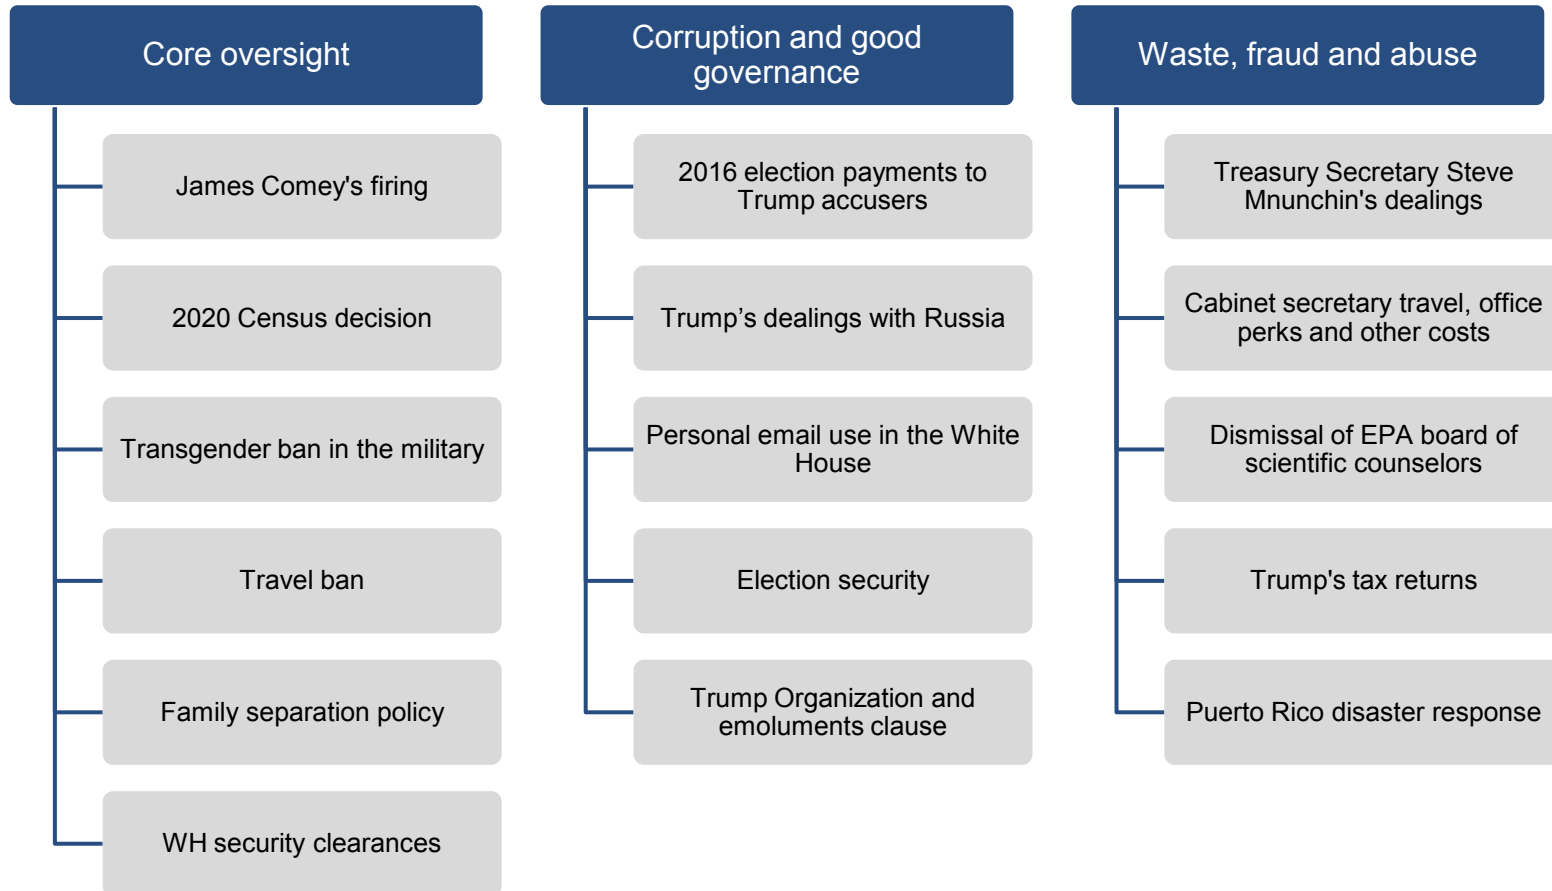 Core oversight
James Comey's firing
2020 Census decision
Transgender ban in the military
Travel ban
Family separation policy
WH security clearances
Corruption and good
governance
2016 election payments to
Trump accusers
Trump’s dealings with Russia
Personal email use in the White
House
Election security
Trump Organization and
emoluments clause
Waste, fraud and abuse
Treasury Secretary Steve
Mnunchin's dealings
Cabinet secretary travel, office
perks and other costs
Dismissal of EPA board of
scientific counselors
Trump's tax returns
Puerto Rico disaster response